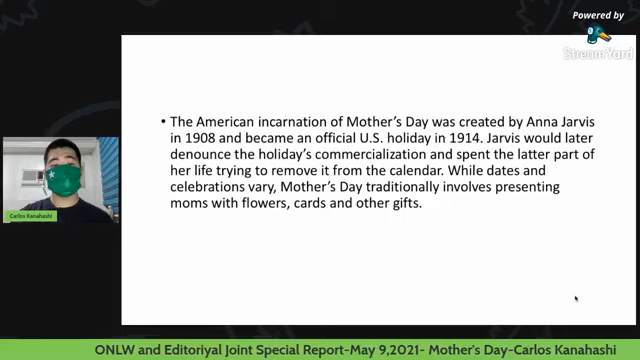 Powered by
StreamYard
• The American incarnation of Mother's Day was created by Anna Jarvis
in 1908 and became an official U.S. holiday in 1914. Jarvis would later
denounce the holiday's commercialization and spent the latter part of
her life trying to remove it from the calendar. While dates and
celebrations vary, Mother's Day traditionally involves presenting
moms with flowers, cards and other gifts.
Carlos Kanahashi
ONLW and Editoriyal Joint Special Report-May 9,2021- Mother's Day-Carlos Kanahashi